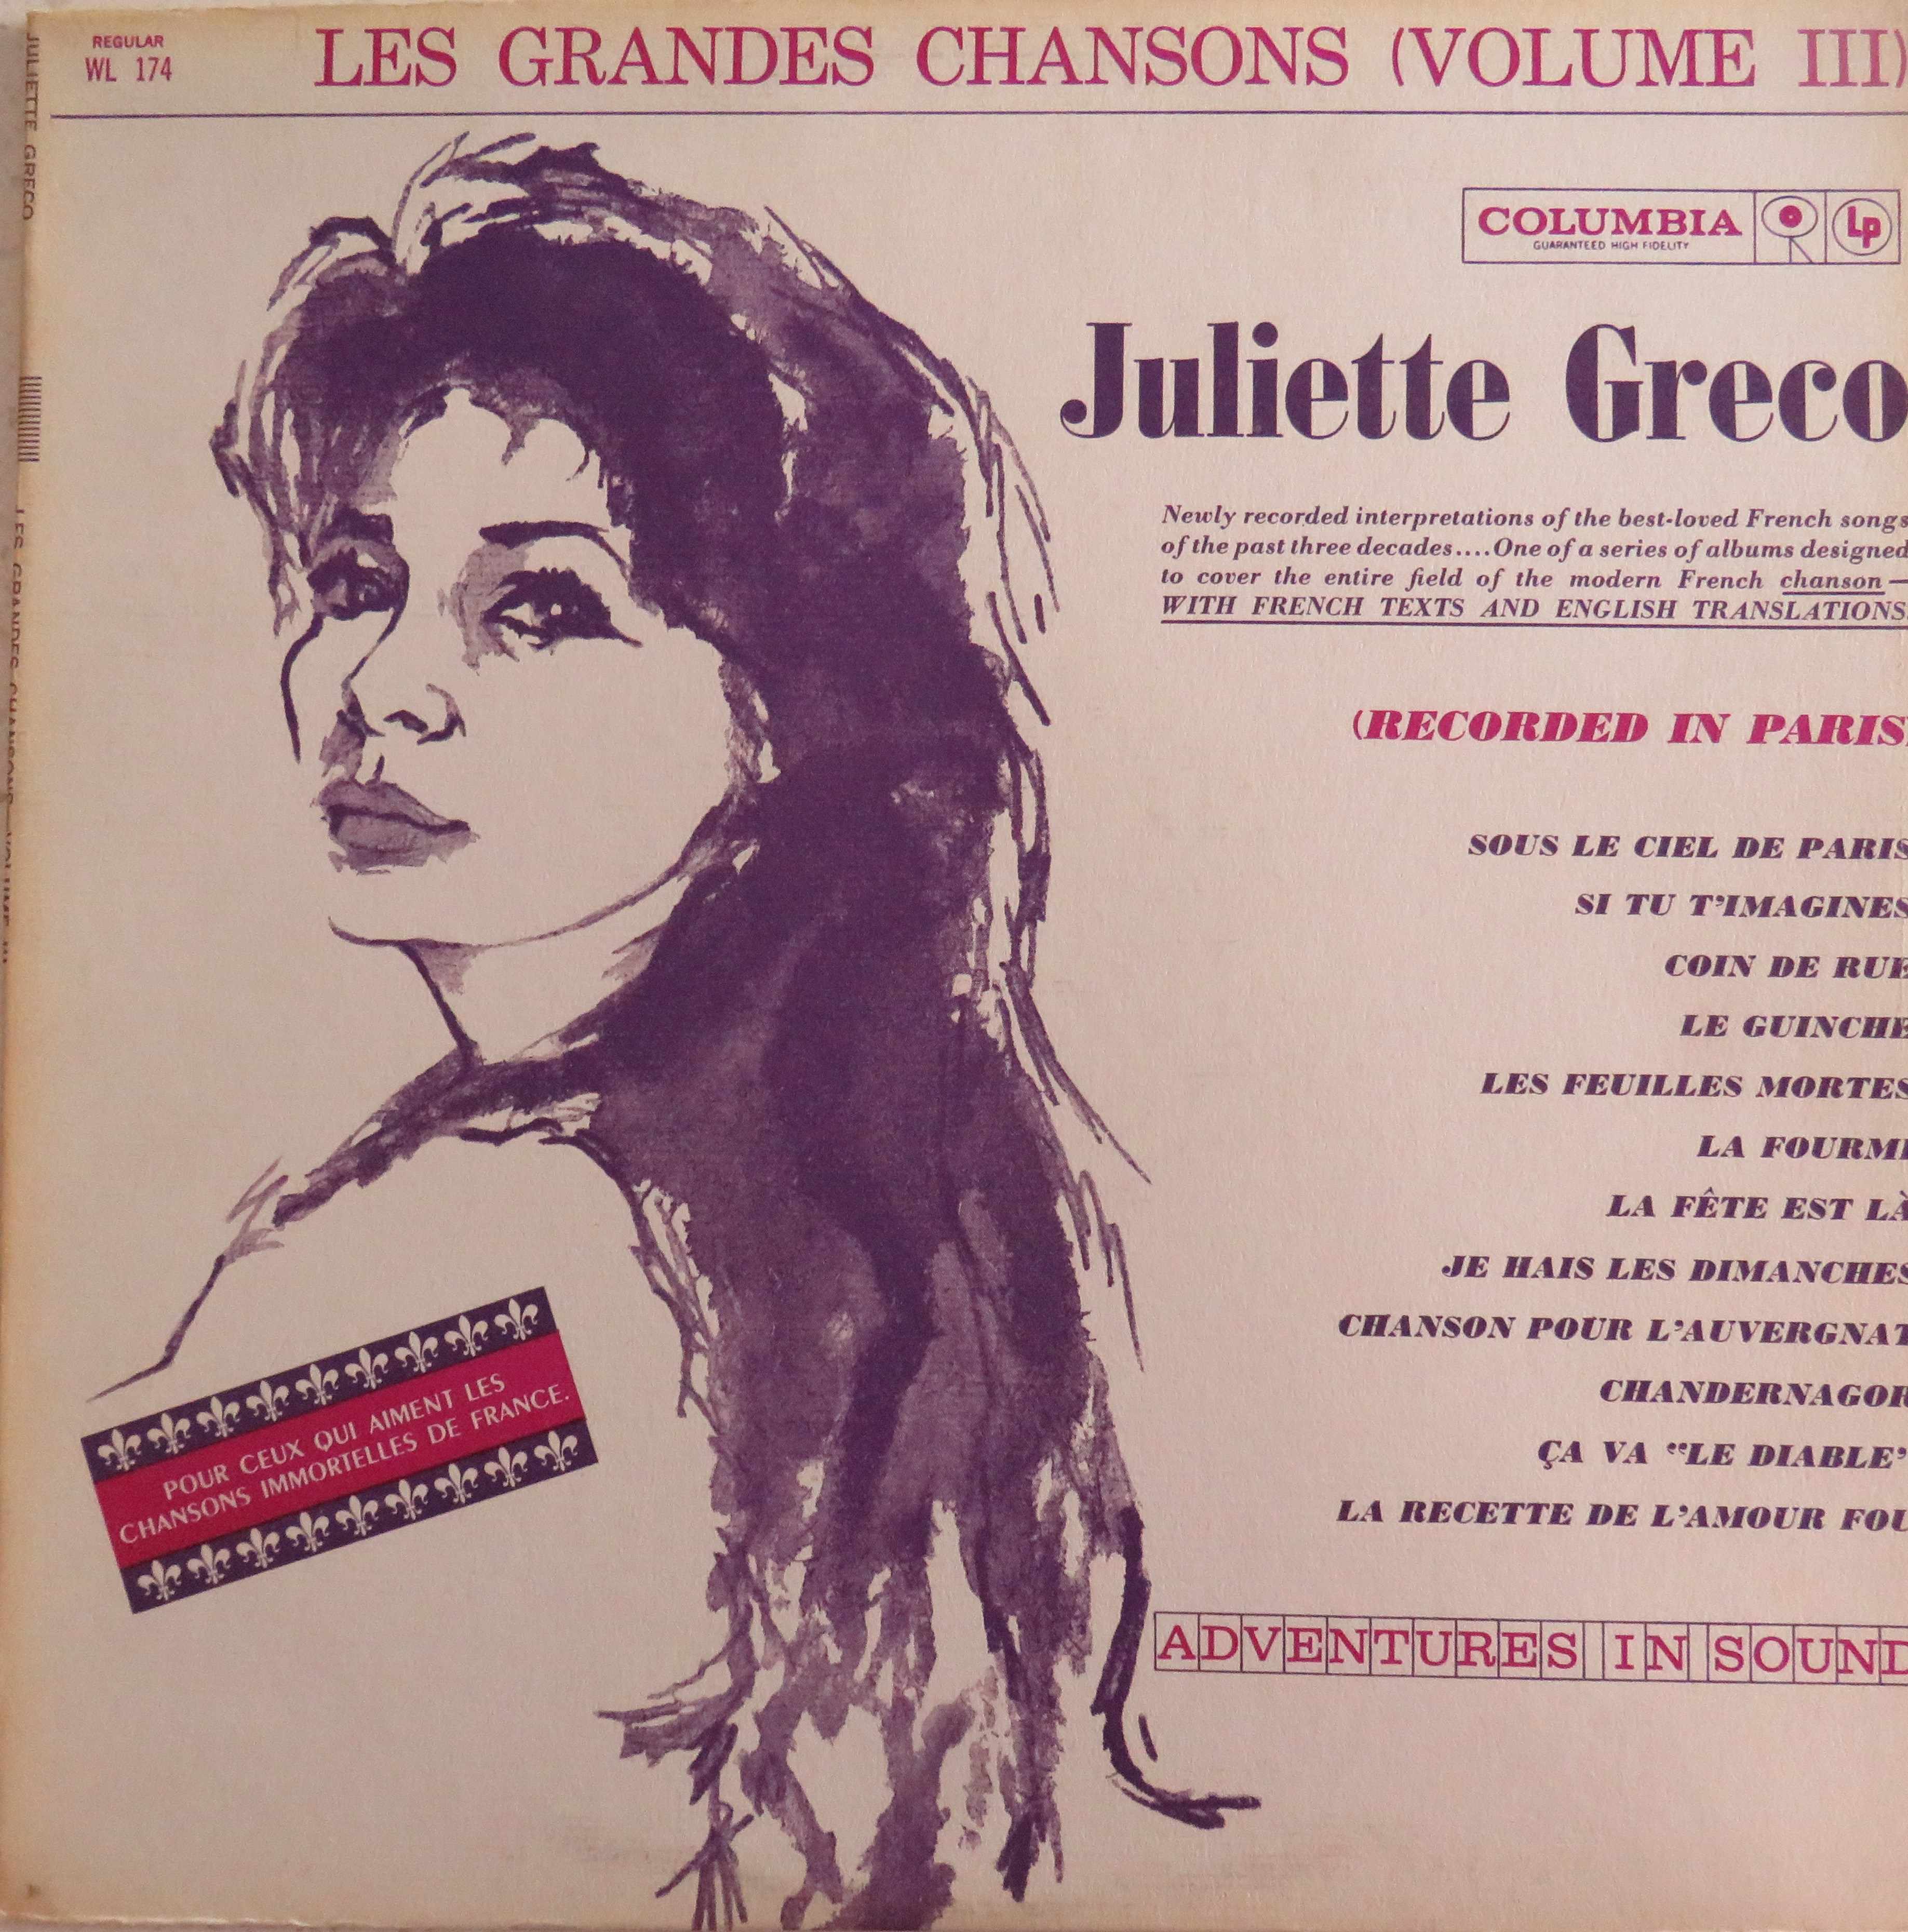 REGULAR
WL 174
LES GRANDES CHANSONS (VOLUME III)
JULIETTE GRECO
COLUMBIA
GUARANTEED HIGH FIDELITY
Lp
Juliette Greco
Newly recorded interpretations of the best-loved French songs
of the past three decades....One of a series of albums designed
to cover the entire field of the modern French chanson—
WITH FRENCH TEXTS AND ENGLISH TRANSLATIONS.
(RECORDED IN PARIS)
SOUS LE CIEL DE PARIS
SI TU T'IMAGINES
COIN DE RUE
LE GUINCHE
LES FEUILLES MORTES
LA FOURMI
LA FÊTE EST LÀ
JE HAIS LES DIMANCHES
CHANSON POUR L'AUVERGNAT
CHANDERNAGOR
ÇA VA "LE DIABLE"
LA RECETTE DE L'AMOUR FOU
POUR CEUX QUI AIMENT LES
CHANSONS IMMORTELLES DE FRANCE.
ADVENTURES IN SOUND